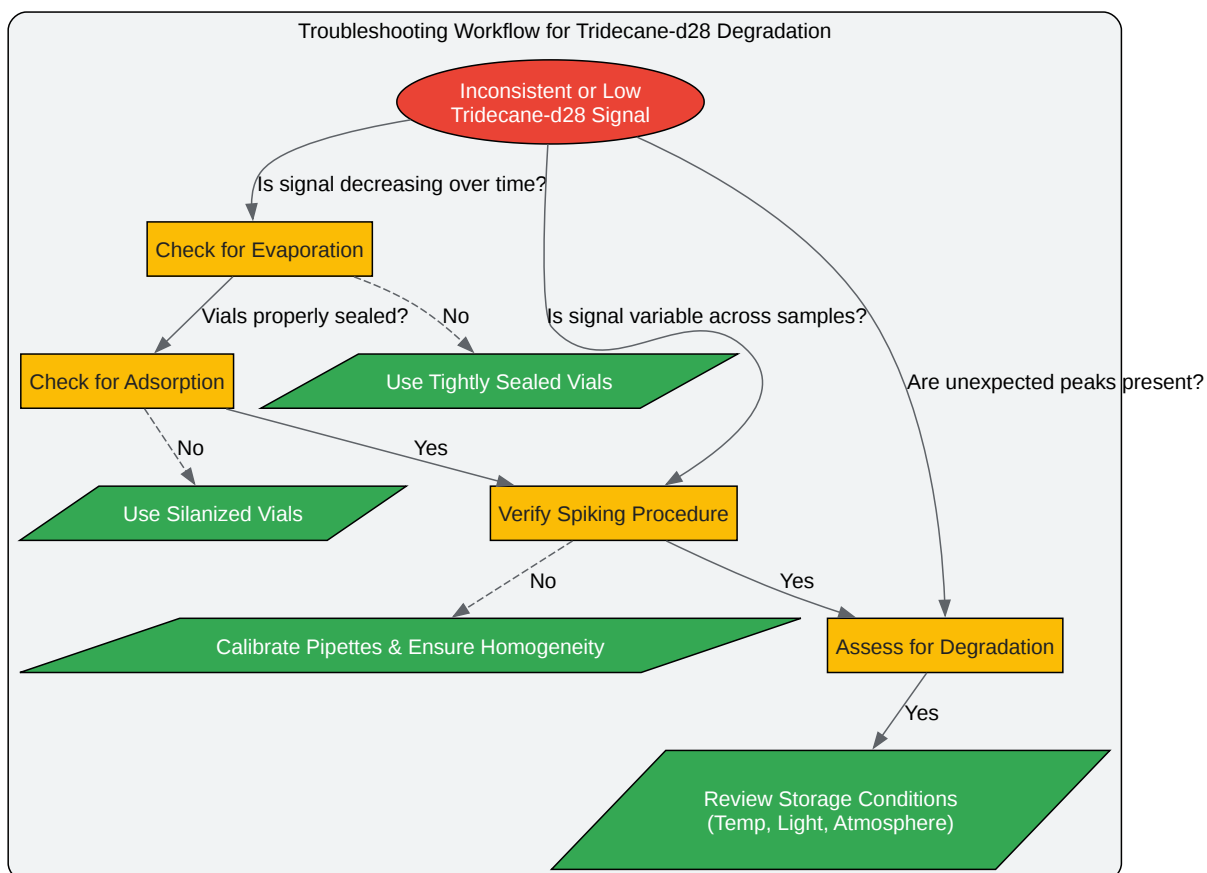 Troubleshooting Workflow for Tridecane-d28 Degradation
Inconsistent or Low
Tridecane-d28 Signal
Is signal decreasing over time?
Check for Evaporation
Vials properly sealed?
No
Is signal variable across samples?
Check for Adsorption
Use Tightly Sealed Vials
Are unexpected peaks present?
No
Yes
Use Silanized Vials
Verify Spiking Procedure
No
Yes
Calibrate Pipettes & Ensure Homogeneity
Assess for Degradation
Yes
Review Storage Conditions
(Temp, Light, Atmosphere)